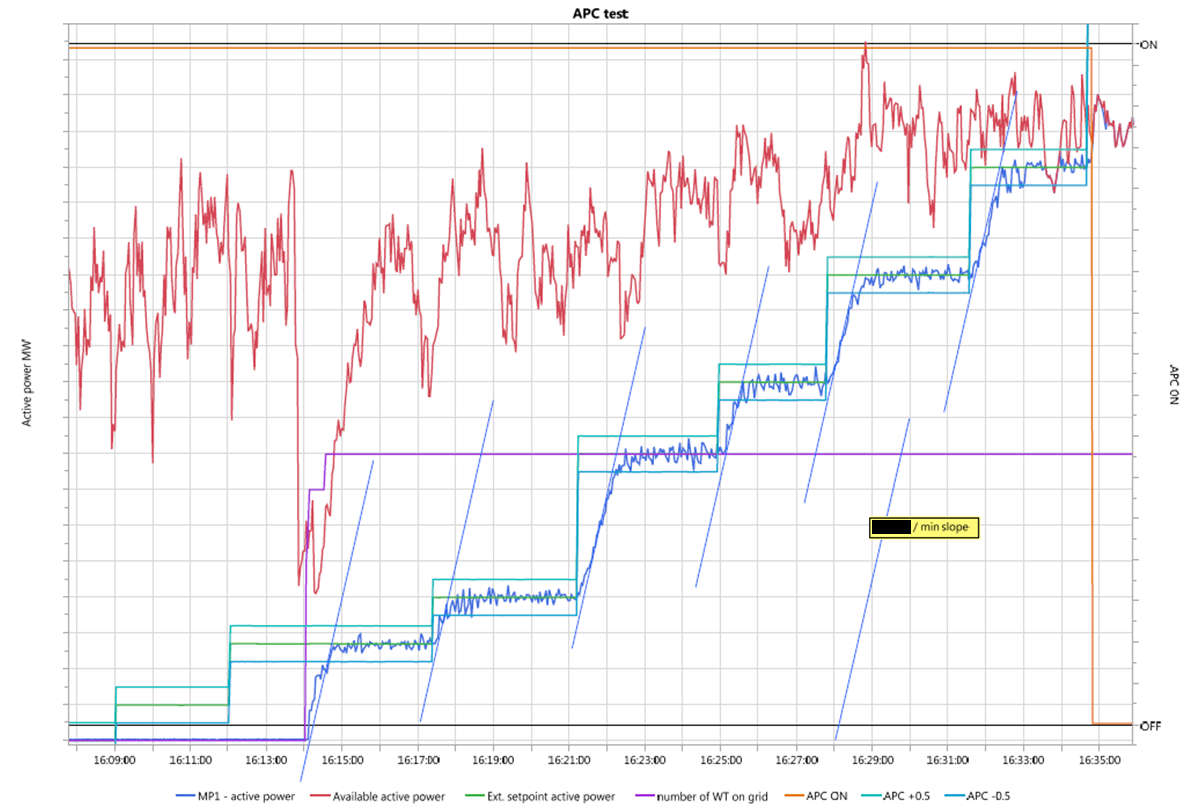 APC test
ON
Active power MW
APC ON
/ min slope
OFF
16:09:00 16:11:00 16:13:00 16:15:00 16:17:00 16:19:00 16:21:00 16:23:00 16:25:00 16:27:00 16:29:00 16:31:00 16:33:00 16:35:00
MP1 - active power Available active power Ext. setpoint active power number of WT on grid APC ON APC +0.5 APC -0.5